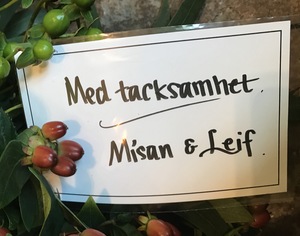 Med tacksamhet.
Misan & Leif.